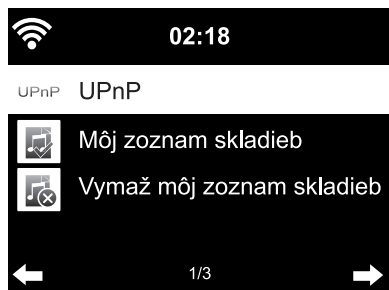 02:18
UPnP UPnP
Môj zoznam skladieb
Vymaž môj zoznam skladieb
1/3